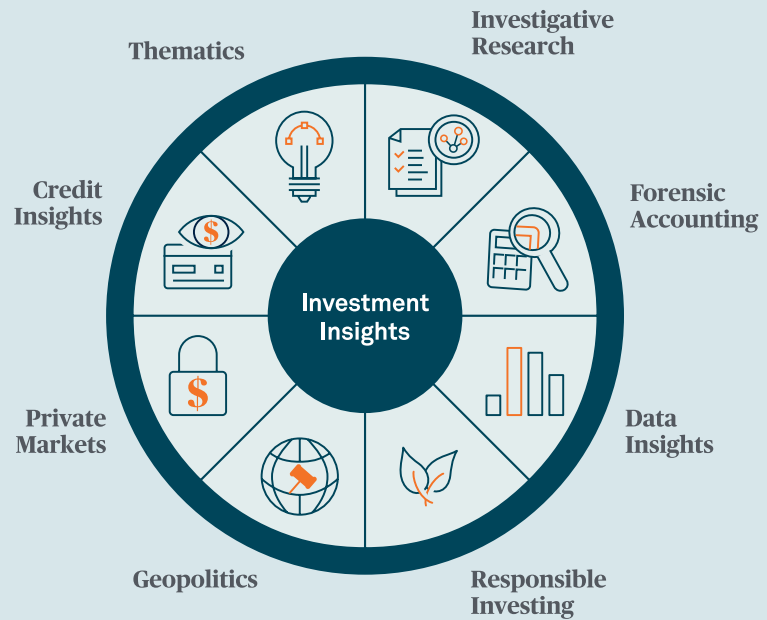 Investigative
Research
Thematics
Forensic
Accounting
Credit
Insights
Investment
Insights
Data
Insights
Private
Markets
Responsible
Investing
Geopolitics
$
$